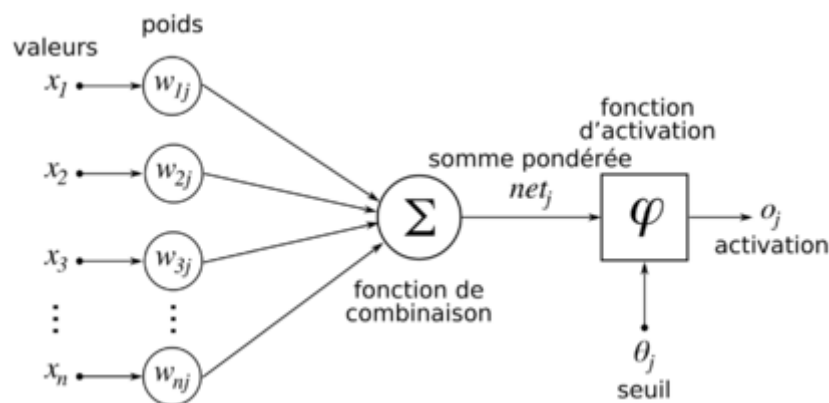 poids
valeurs
x₁
w₁ⱼ
x₂
w₂ⱼ
x₃
w₃ⱼ
⋮
⋮
xₙ
wₙⱼ
Σ
fonction de
combinaison
somme pondérée
netⱼ
fonction
d'activation
φ
oⱼ
activation
θⱼ
seuil